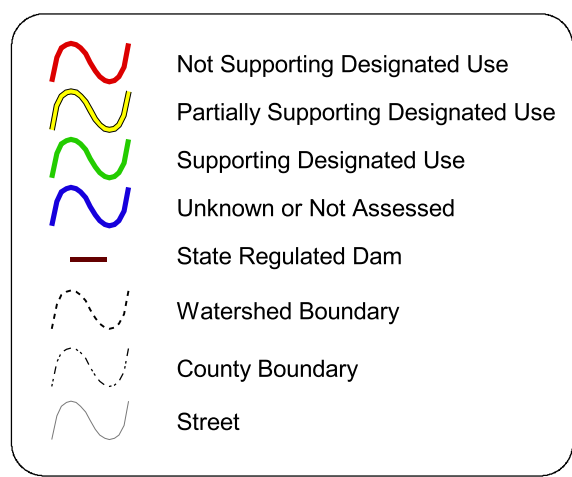 Not Supporting Designated Use
Partially Supporting Designated Use
Supporting Designated Use
Unknown or Not Assessed
State Regulated Dam
Watershed Boundary
County Boundary
Street